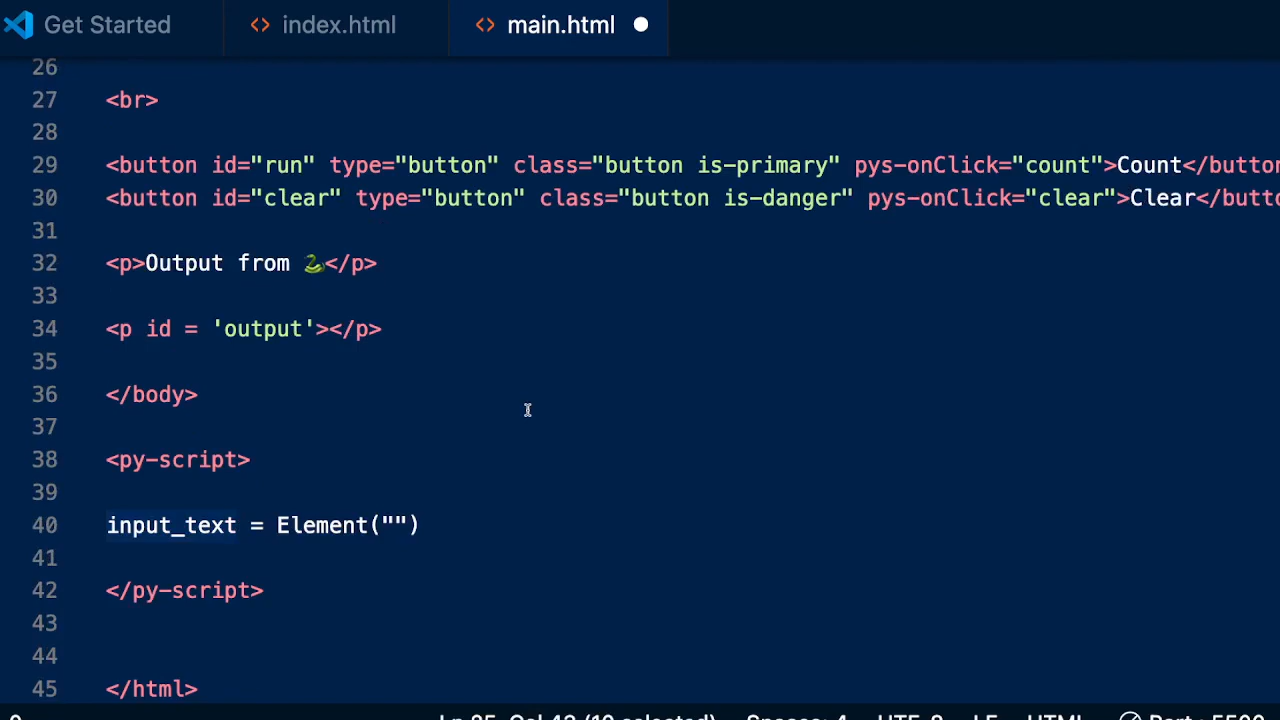 Get Started index.html main.html
26
27 <br>
28
29 <button id="run" type="button" class="button is-primary" pys-onClick="count">Count</button
30 <button id="clear" type="button" class="button is-danger" pys-onClick="clear">Clear</butto
31
32 <p>Output from 🐍</p>
33
34 <p id = 'output'></p>
35
36 </body>
37
38 <py-script>
39
40 input_text = Element("")
41
42 </py-script>
43
44
45 </html>